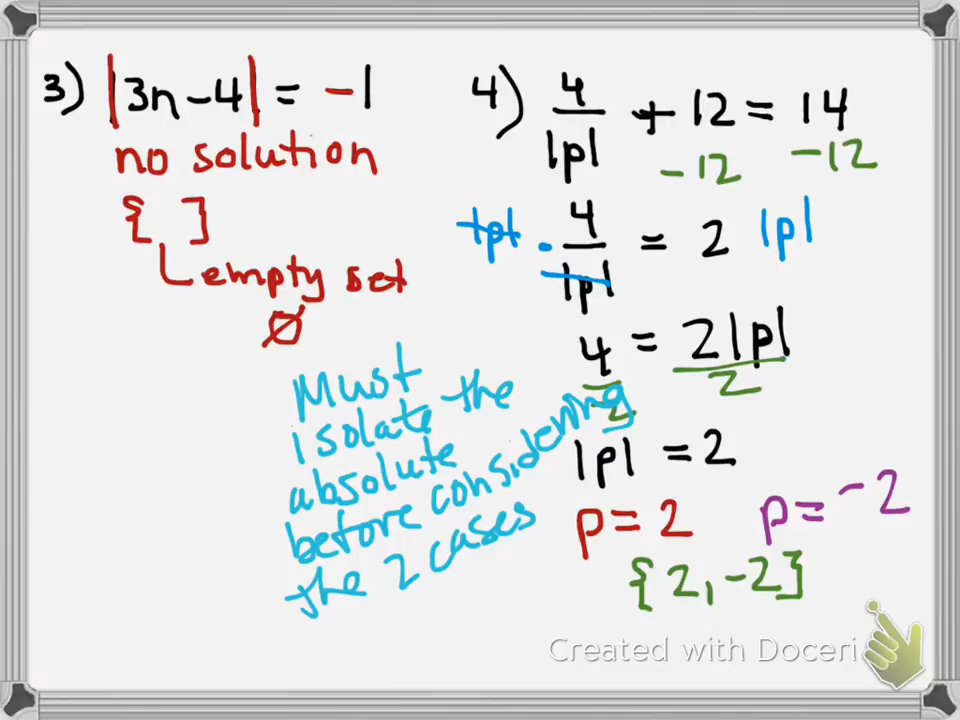 3) |3n-4| = -1
no solution
{ }
empty set
Ø
4) 4/|p| + 12 = 14
-12 -12
|p| · 4/|p| = 2 |p|
4 = 2|p|
2 2
|p| = 2
p = 2 p = -2
{2, -2}
Must
isolate the
absolute
before considering
the 2 cases
Created with Doceri